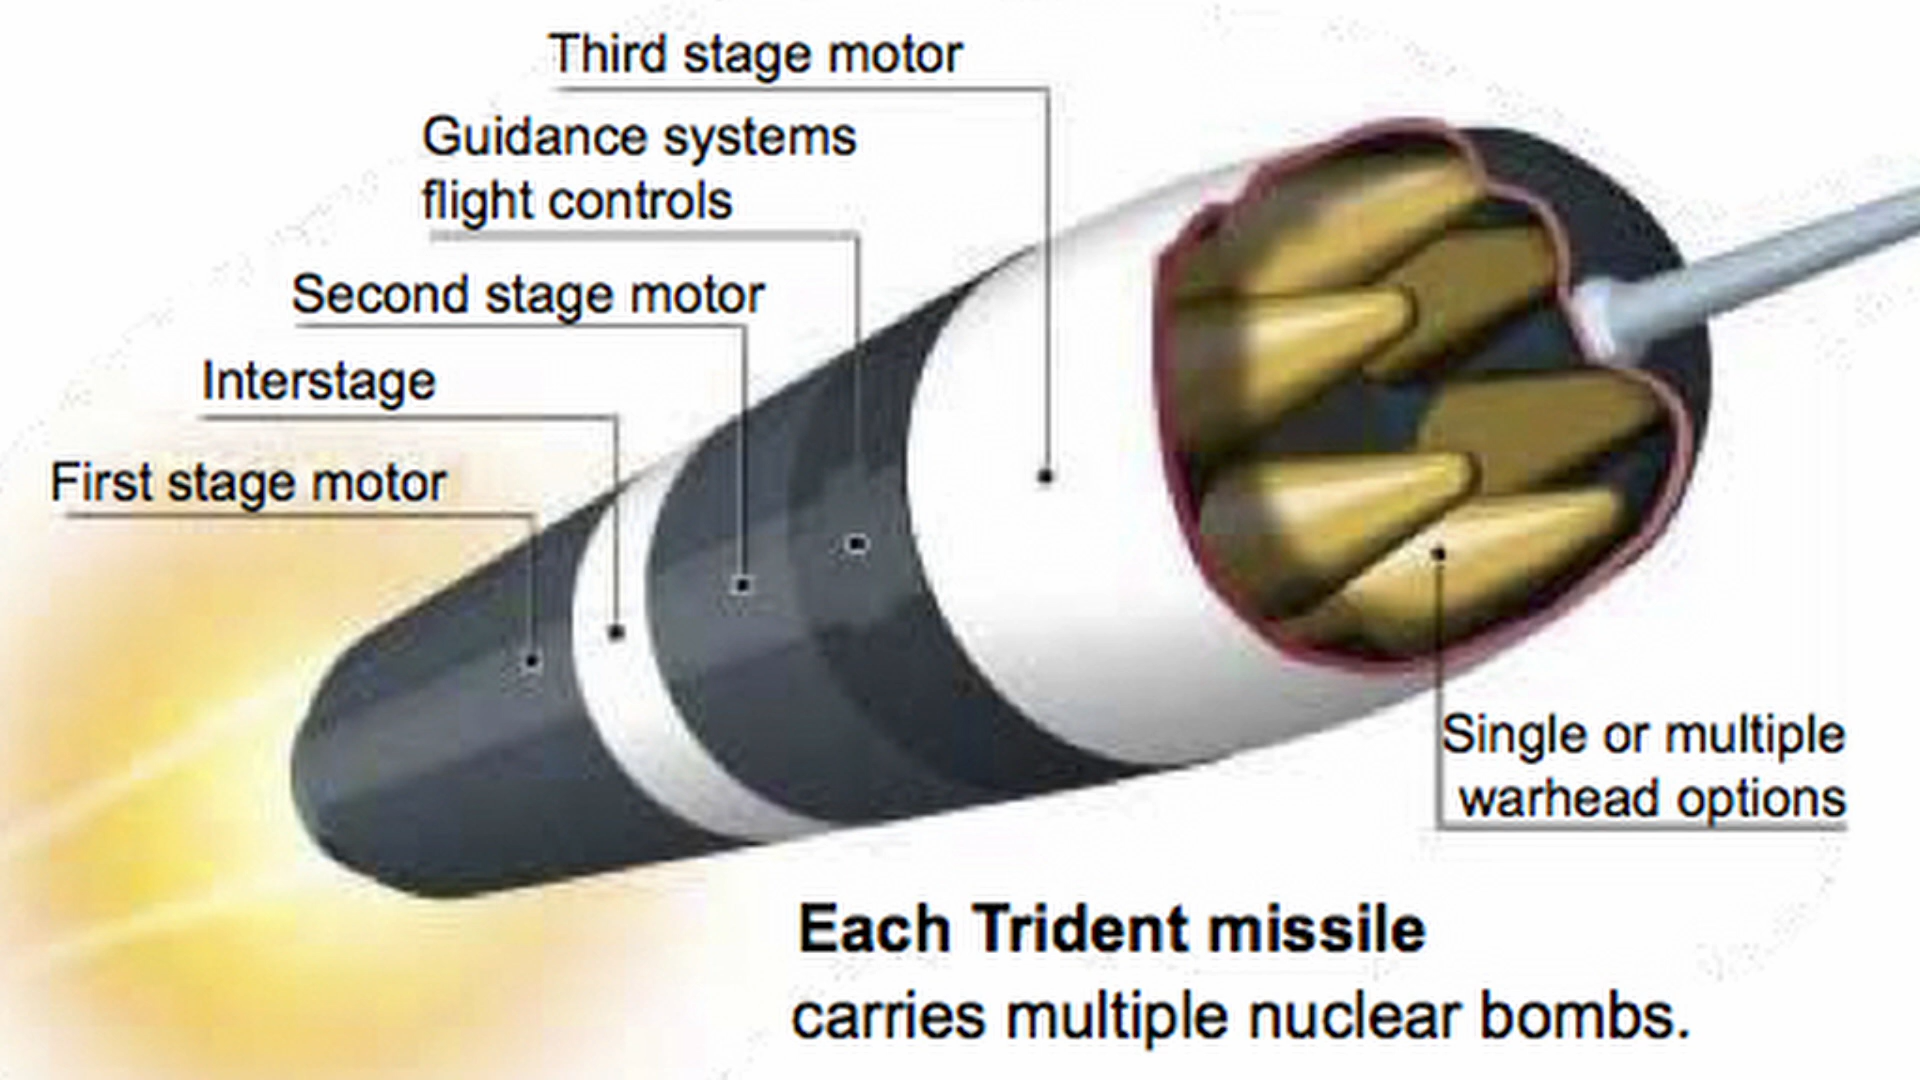 Third stage motor
Guidance systems
flight controls
Second stage motor
Interstage
First stage motor
Single or multiple
warhead options
Each Trident missile
carries multiple nuclear bombs.